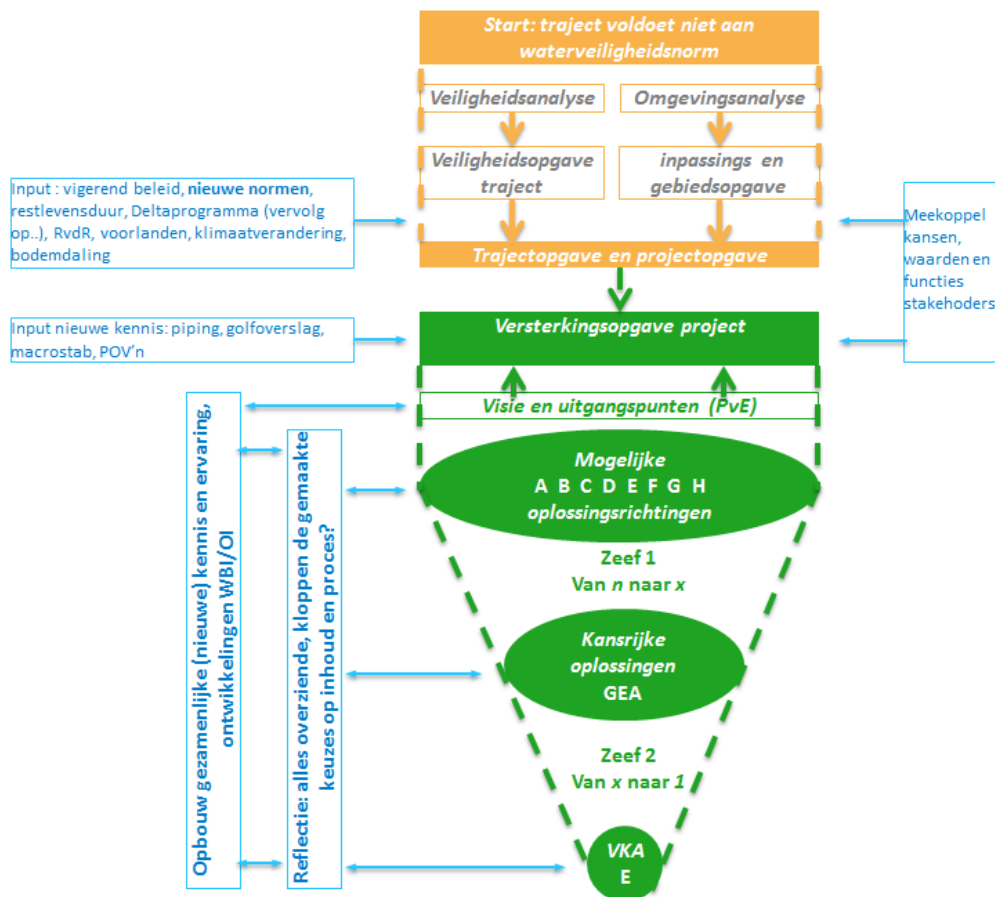 Start: traject voldoet niet aan
waterveiligheidsnorm
Veiligheidsanalyse
Omgevingsanalyse
Veiligheidsopgave
traject
inpassings en
gebiedsopgave
Input : vigerend beleid, nieuwe normen,
restlevensduur, Deltaprogramma (vervolg
op..), RvdR, voorlanden, klimaatverandering,
bodemdaling
Meekoppel
kansen,
waarden en
functies
stakehoders
Trajectopgave en projectopgave
Input nieuwe kennis: piping, golfoverslag,
macrostab, POV'n
Versterkingsopgave project
Visie en uitgangspunten (PvE)
Opbouw gezamenlijke (nieuwe) kennis en ervaring,
ontwikkelingen WBI/OI
Reflectie: alles overziende, kloppen de gemaakte
keuzes op inhoud en proces?
Mogelijke
A B C D E F G H
oplossingsrichtingen
Zeef 1
Van n naar x
Kansrijke
oplossingen
GEA
Zeef 2
Van x naar 1
VKA
E